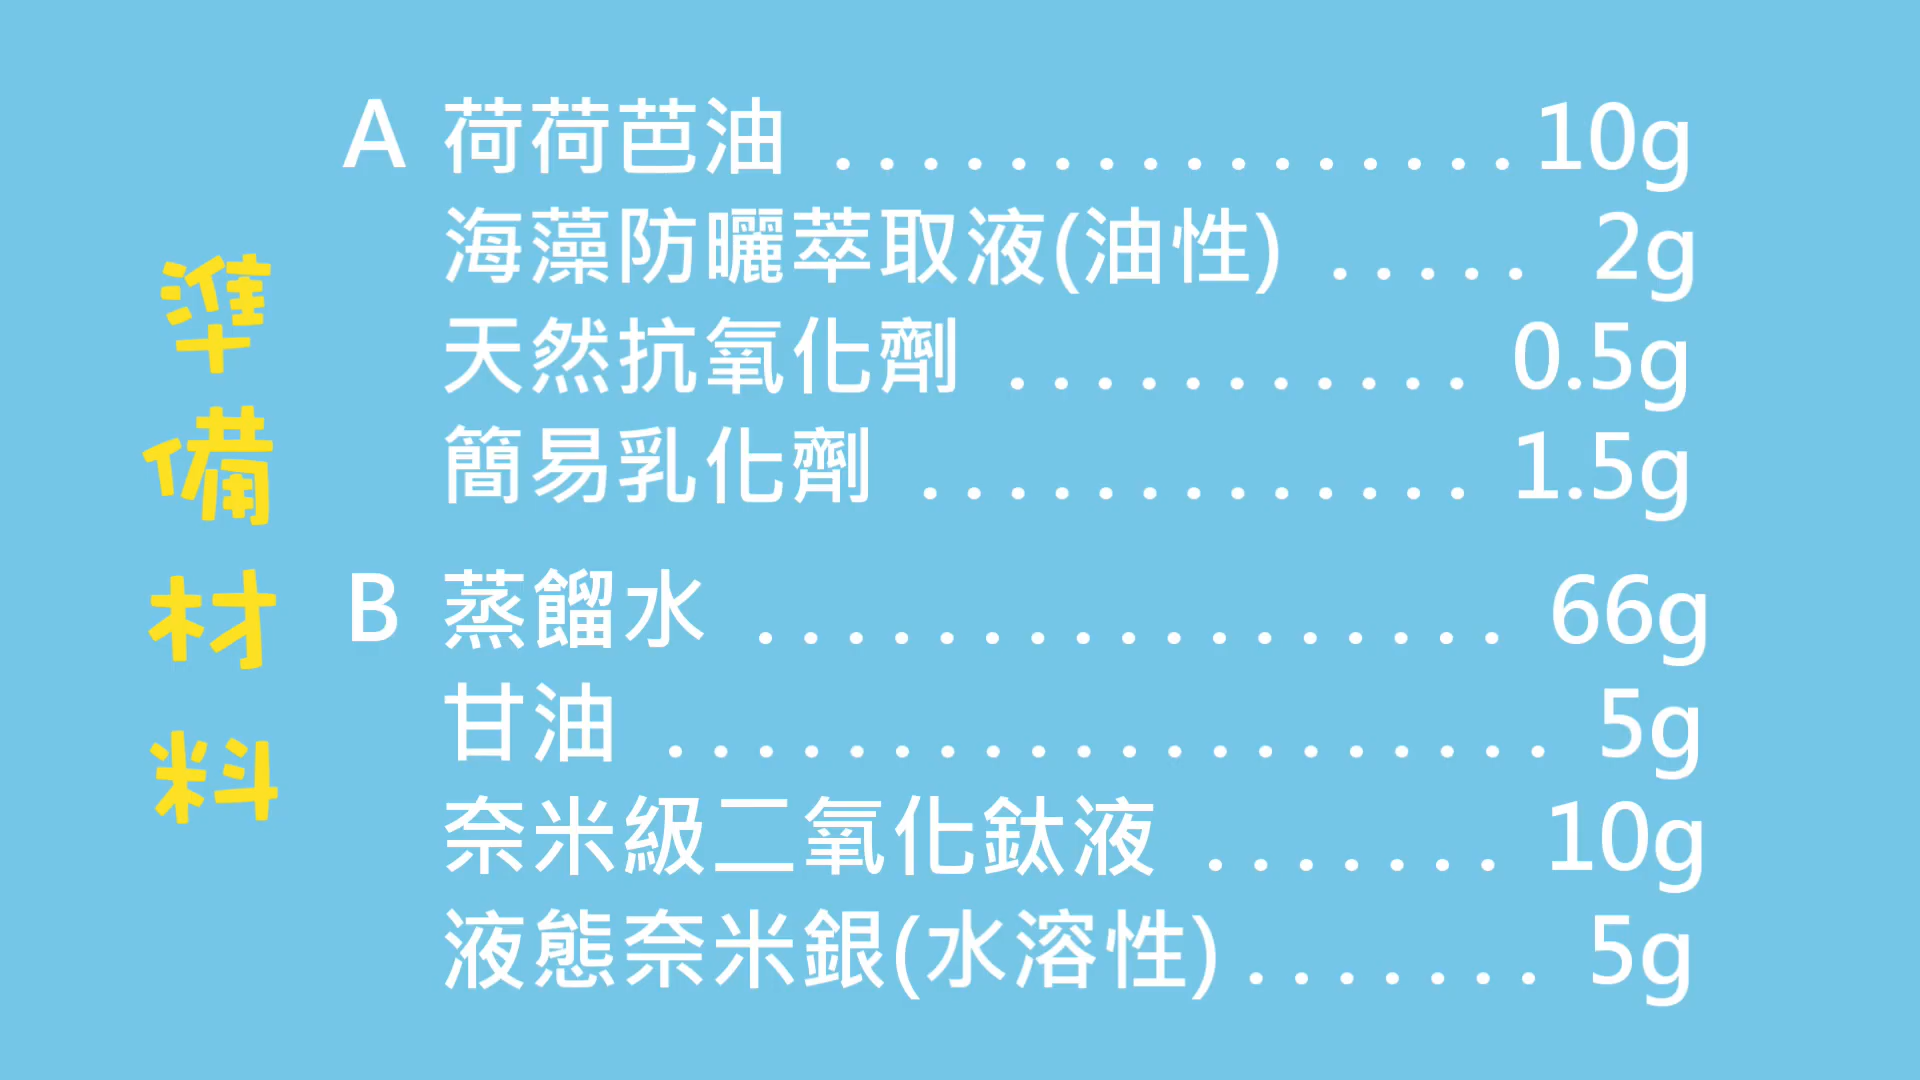 準備材料
A 荷荷芭油 ................ 10g
海藻防曬萃取液(油性) ..... 2g
天然抗氧化劑 ........... 0.5g
簡易乳化劑 ............. 1.5g
B 蒸餾水 ................. 66g
甘油 .................... 5g
奈米級二氧化鈦液 ....... 10g
液態奈米銀(水溶性) ....... 5g